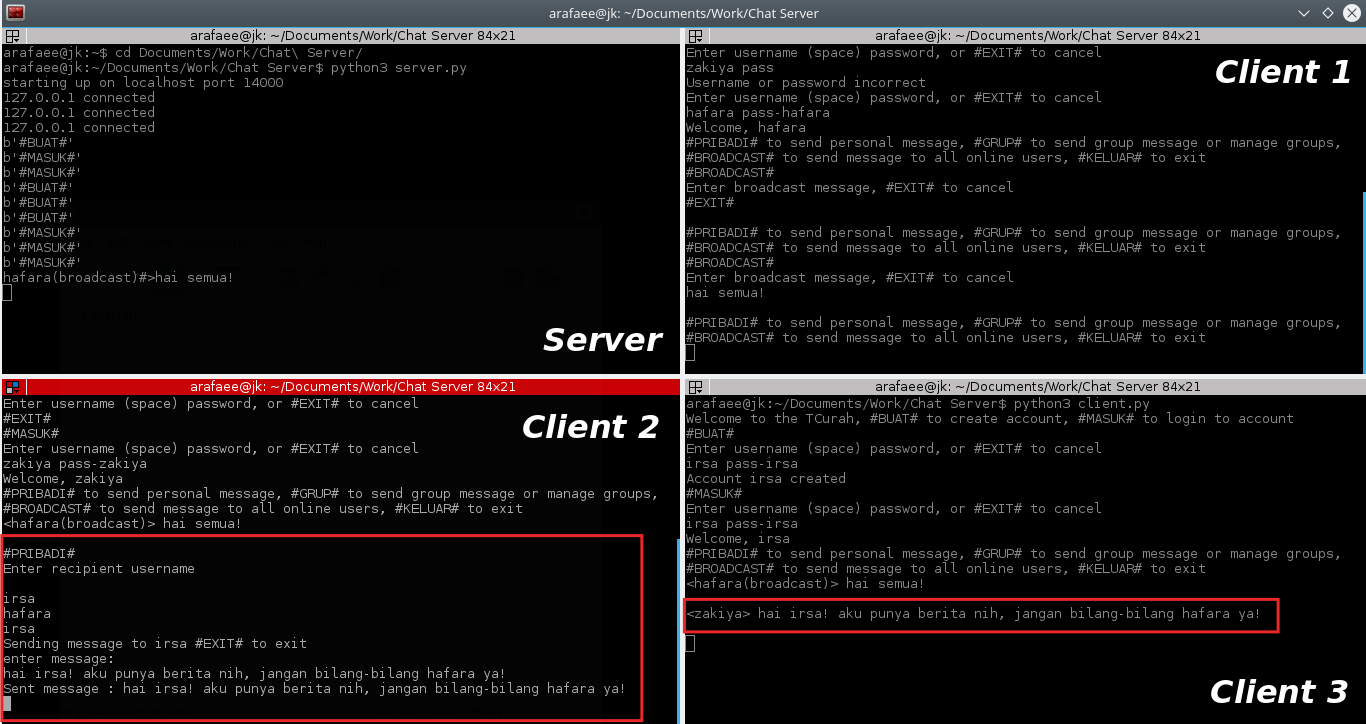 arafaee@jk: ~/Documents/Work/Chat Server
arafaee@jk: ~/Documents/Work/Chat Server 84x21
arafaee@jk:~$ cd Documents/Work/Chat\ Server/
arafaee@jk:~/Documents/Work/Chat Server$ python3 server.py
starting up on localhost port 14000
127.0.0.1 connected
127.0.0.1 connected
127.0.0.1 connected
b'#BUAT#'
b'#MASUK#'
b'#MASUK#'
b'#BUAT#'
b'#BUAT#'
b'#BUAT#'
b'#MASUK#'
b'#MASUK#'
b'#MASUK#'
hafara(broadcast)#>hai semua!
Server
arafaee@jk: ~/Documents/Work/Chat Server 84x21
Enter username (space) password, or #EXIT# to cancel
zakiya pass
Username or password incorrect
Enter username (space) password, or #EXIT# to cancel
hafara pass-hafara
Welcome, hafara
#PRIBADI# to send personal message, #GRUP# to send group message or manage groups,
#BROADCAST# to send message to all online users, #KELUAR# to exit
#BROADCAST#
Enter broadcast message, #EXIT# to cancel
#EXIT#
#PRIBADI# to send personal message, #GRUP# to send group message or manage groups,
#BROADCAST# to send message to all online users, #KELUAR# to exit
#BROADCAST#
Enter broadcast message, #EXIT# to cancel
hai semua!
#PRIBADI# to send personal message, #GRUP# to send group message or manage groups,
#BROADCAST# to send message to all online users, #KELUAR# to exit
Client 1
arafaee@jk: ~/Documents/Work/Chat Server 84x21
Enter username (space) password, or #EXIT# to cancel
#EXIT#
#MASUK#
Enter username (space) password, or #EXIT# to cancel
zakiya pass-zakiya
Welcome, zakiya
#PRIBADI# to send personal message, #GRUP# to send group message or manage groups,
#BROADCAST# to send message to all online users, #KELUAR# to exit
<hafara(broadcast)> hai semua!
#PRIBADI#
Enter recipient username
irsa
hafara
irsa
Sending message to irsa #EXIT# to exit
enter message:
hai irsa! aku punya berita nih, jangan bilang-bilang hafara ya!
Sent message : hai irsa! aku punya berita nih, jangan bilang-bilang hafara ya!
Client 2
arafaee@jk: ~/Documents/Work/Chat Server 84x21
arafaee@jk:~/Documents/Work/Chat Server$ python3 client.py
Welcome to the TCurah, #BUAT# to create account, #MASUK# to login to account
#BUAT#
Enter username (space) password, or #EXIT# to cancel
irsa pass-irsa
Account irsa created
#MASUK#
Enter username (space) password, or #EXIT# to cancel
irsa pass-irsa
Welcome, irsa
#PRIBADI# to send personal message, #GRUP# to send group message or manage groups,
#BROADCAST# to send message to all online users, #KELUAR# to exit
<hafara(broadcast)> hai semua!
<zakiya> hai irsa! aku punya berita nih, jangan bilang-bilang hafara ya!
Client 3